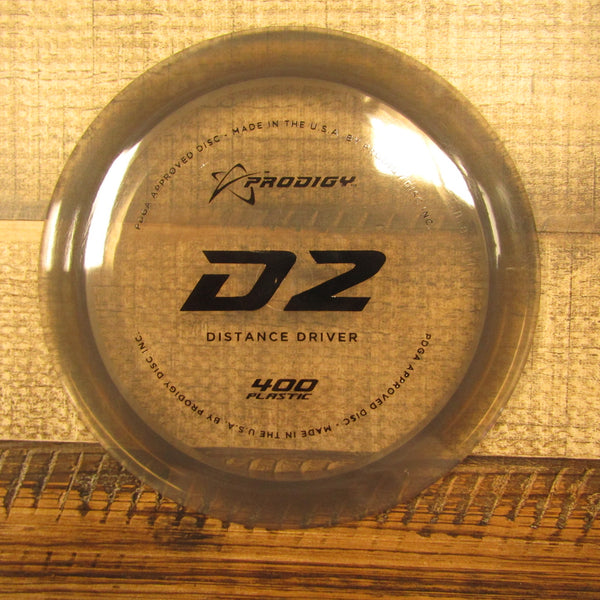 PDGA APPROVED DISC • MADE IN THE U.S.A. BY INC.
PRODIGY
D2
DISTANCE DRIVER
400
PLASTIC
PDGA APPROVED DISC • MADE IN THE U.S.A. BY PRODIGY DISC INC.